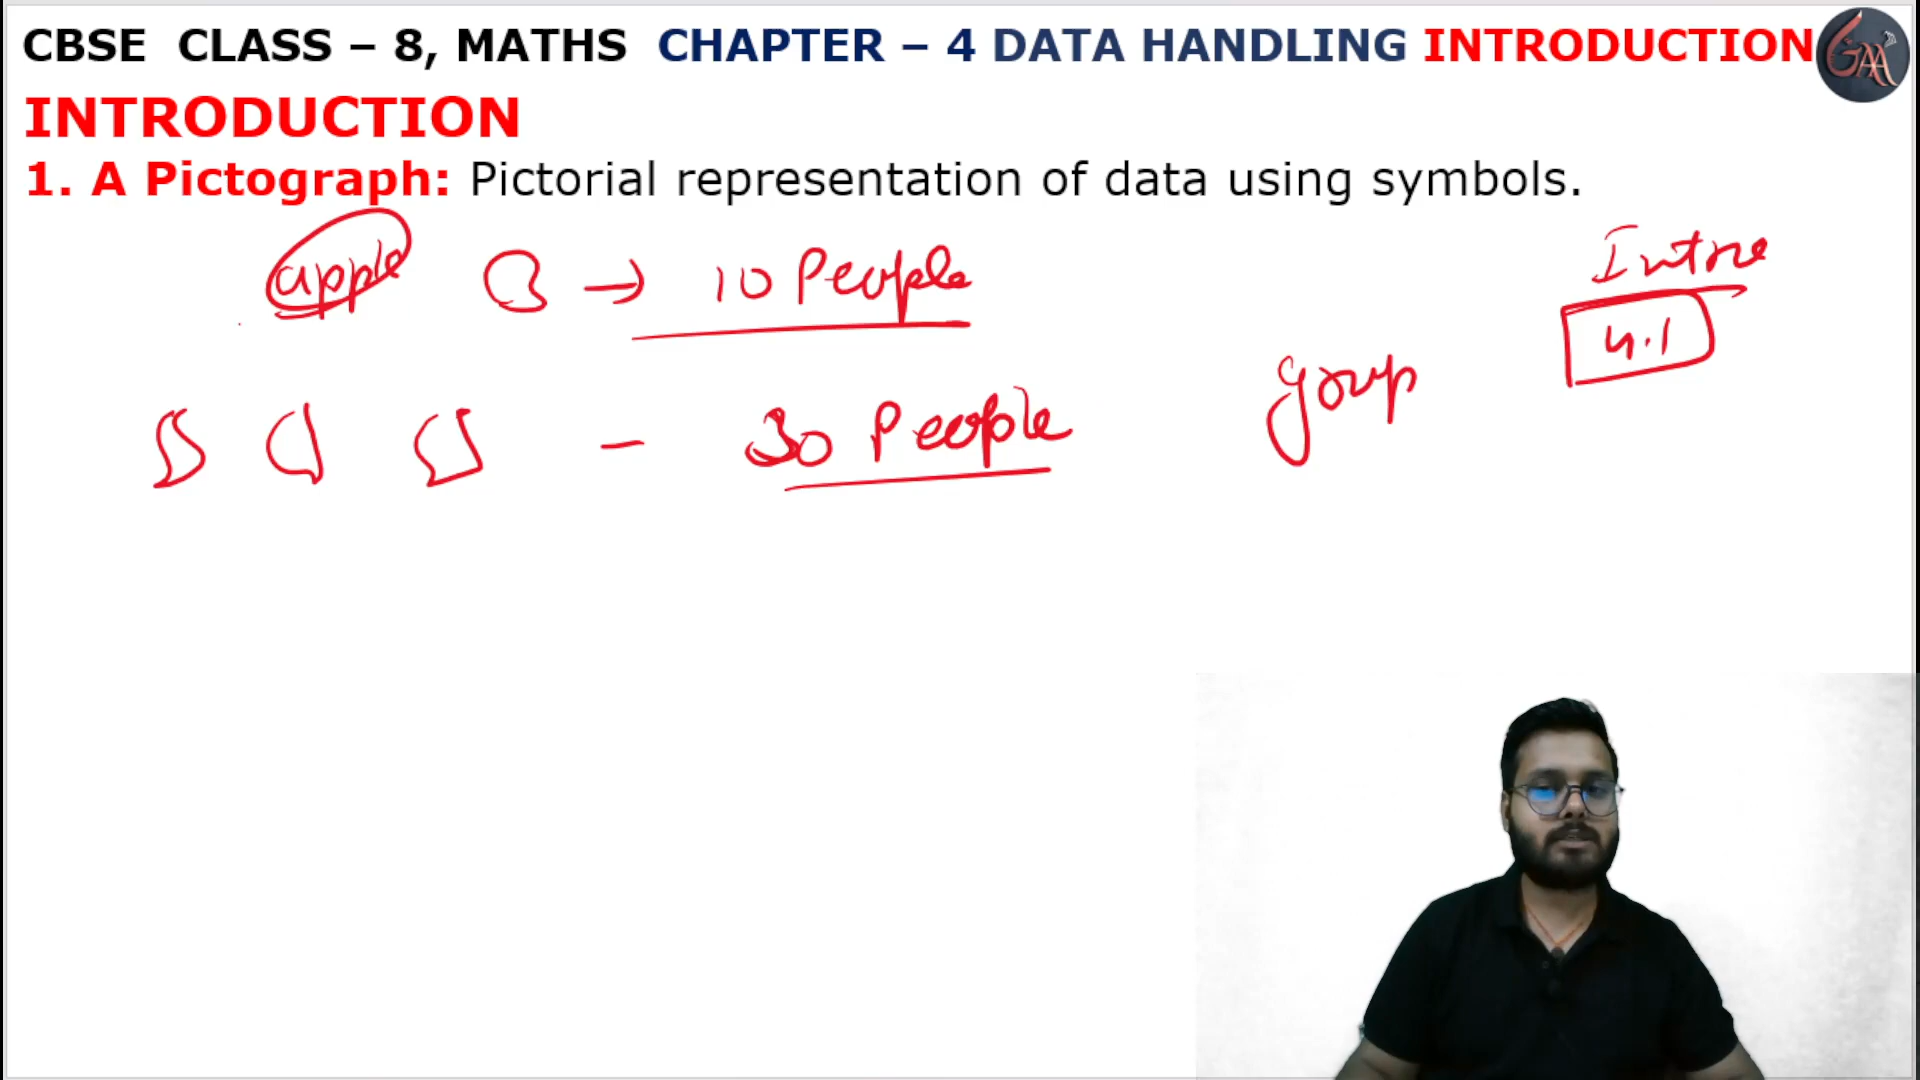 CBSE CLASS – 8, MATHS CHAPTER – 4 DATA HANDLING INTRODUCTION
INTRODUCTION
1. A Pictograph: Pictorial representation of data using symbols.
apple → 10 People
Intro
4.1
group
– 30 People